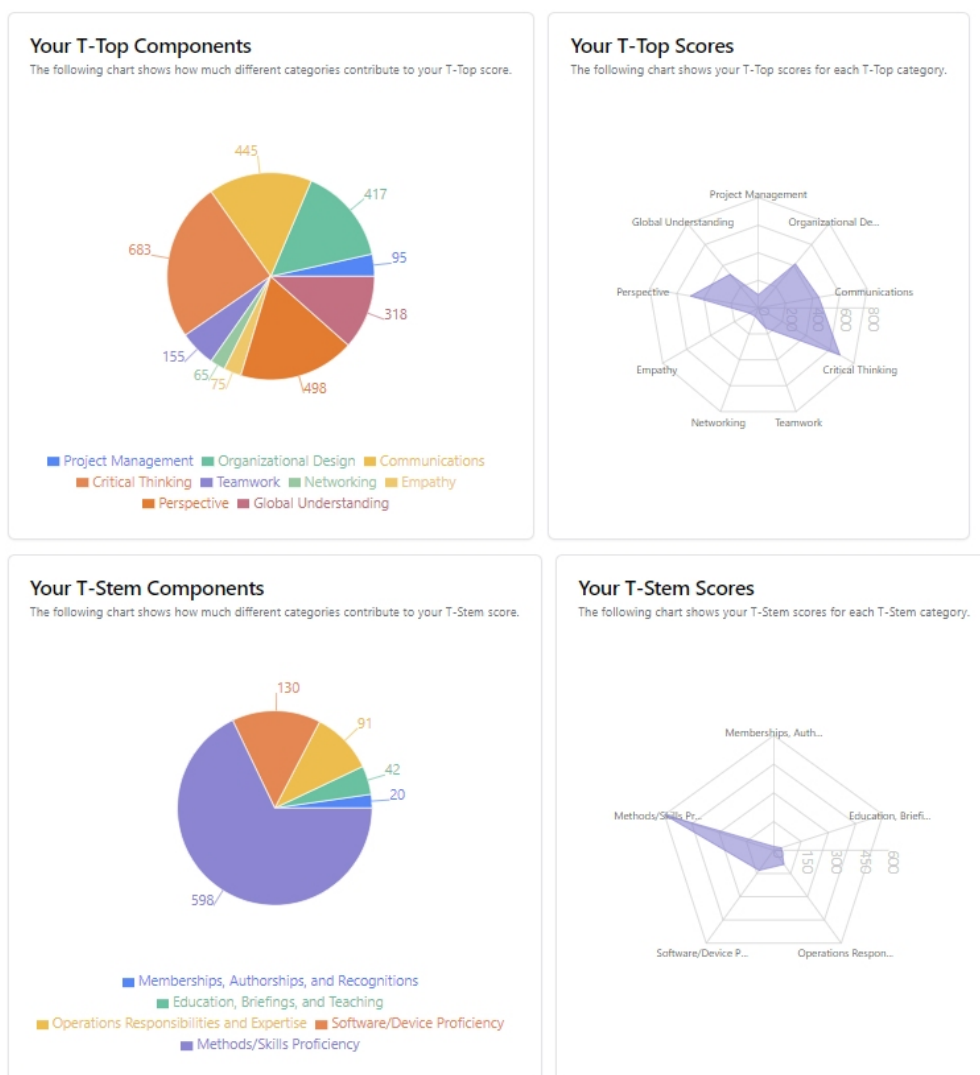 Your T-Top Components
The following chart shows how much different categories contribute to your T-Top score.
445
417
683
95
318
155
65
75
498
Project Management Organizational Design Communications
Critical Thinking Teamwork Networking Empathy
Perspective Global Understanding
Your T-Top Scores
The following chart shows your T-Top scores for each T-Top category.
Project Management
Global Understanding Organizational De...
Perspective Communications
0 200 400 600 800
Empathy Critical Thinking
Networking Teamwork
Your T-Stem Components
The following chart shows how much different categories contribute to your T-Stem score.
130
91
42
20
598
Memberships, Authorships, and Recognitions
Education, Briefings, and Teaching
Operations Responsibilities and Expertise Software/Device Proficiency
Methods/Skills Proficiency
Your T-Stem Scores
The following chart shows your T-Stem scores for each T-Stem category.
Memberships, Auth...
Methods/Skills Pr... Education, Briefi...
0 150 300 450 600
Software/Device P... Operations Respon...